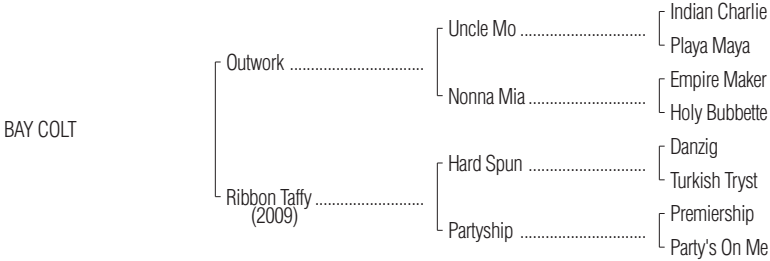 Indian Charlie
Uncle Mo
Playa Maya
Outwork
Empire Maker
Nonna Mia
Holy Bubbette
BAY COLT
Danzig
Hard Spun
Turkish Tryst
Ribbon Taffy
(2009)
Premiership
Partyship
Party's On Me